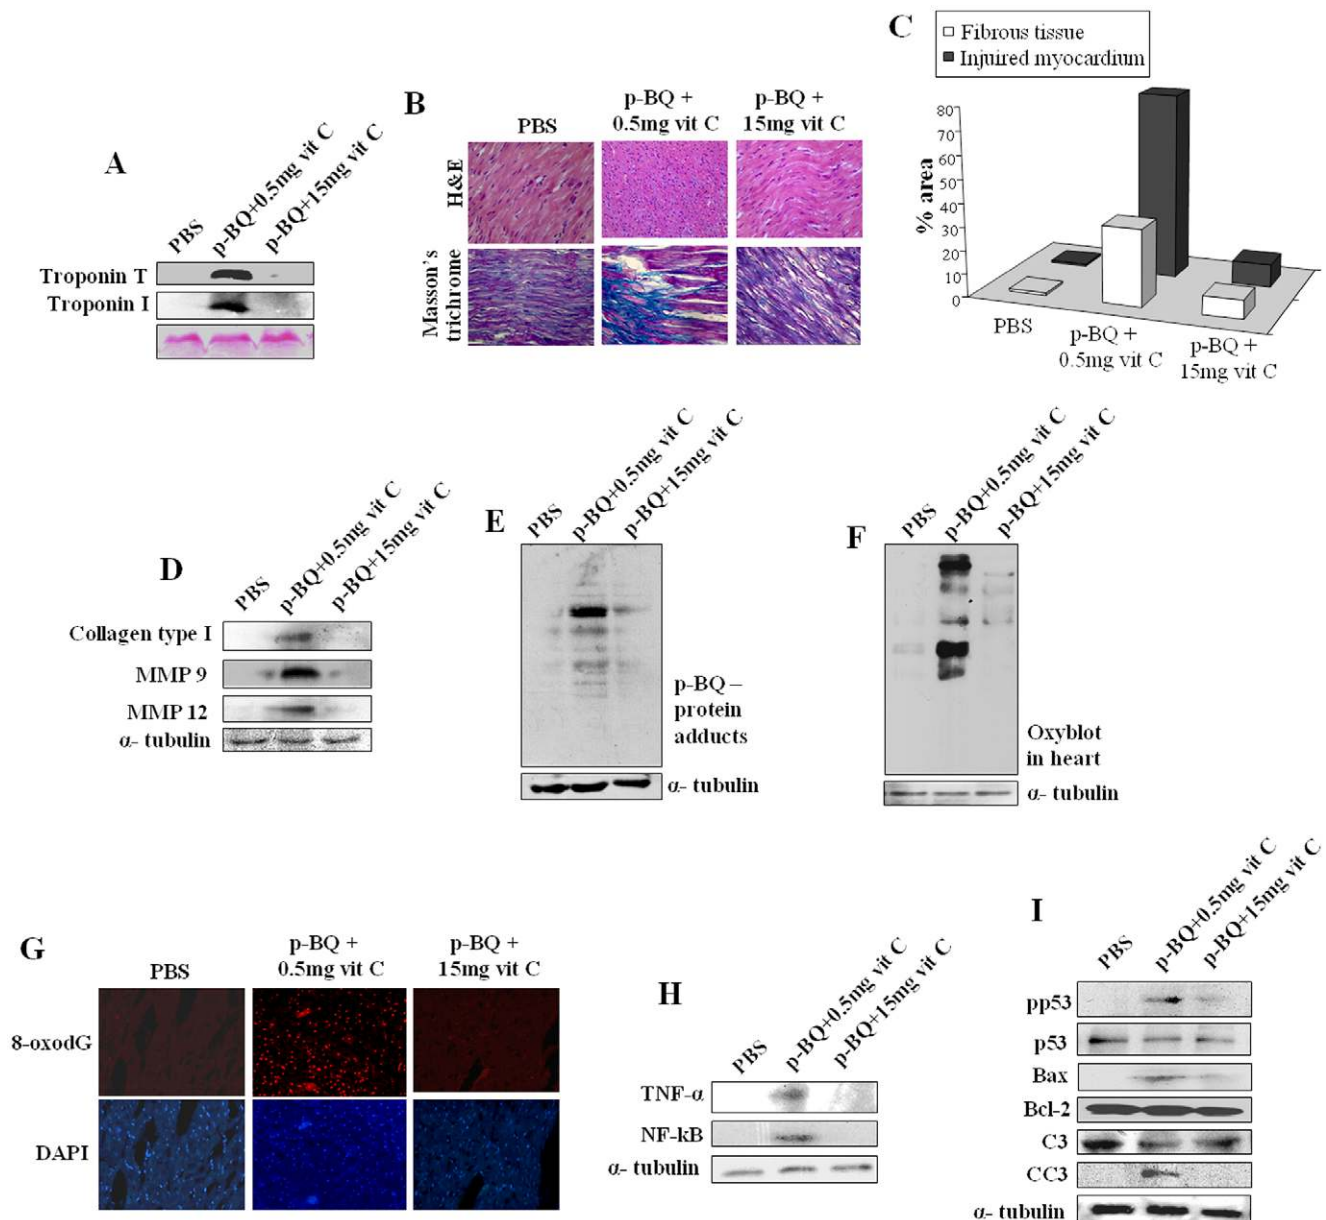 A
PBS
p-BQ+0.5mg vit C
p-BQ+15mg vit C
Troponin T
Troponin I
B
PBS
p-BQ +
0.5mg vit C
p-BQ +
15mg vit C
H&E
Masson's
trichrome
C
Fibrous tissue
Injuired myocardium
% area
80
70
60
50
40
30
20
10
0
PBS
p-BQ +
0.5mg vit C
p-BQ +
15mg vit C
D
PBS
p-BQ+0.5mg vit C
p-BQ+15mg vit C
Collagen type I
MMP 9
MMP 12
α- tubulin
E
PBS
p-BQ+0.5mg vit C
p-BQ+15mg vit C
p-BQ –
protein
adducts
α- tubulin
F
PBS
p-BQ+0.5mg vit C
p-BQ+15mg vit C
Oxyblot
in heart
α- tubulin
G
PBS
p-BQ +
0.5mg vit C
p-BQ +
15mg vit C
8-oxodG
DAPI
H
PBS
p-BQ+0.5mg vit C
p-BQ+15mg vit C
TNF-α
NF-kB
α- tubulin
I
PBS
p-BQ+0.5mg vit C
p-BQ+15mg vit C
pp53
p53
Bax
Bcl-2
C3
CC3
α- tubulin